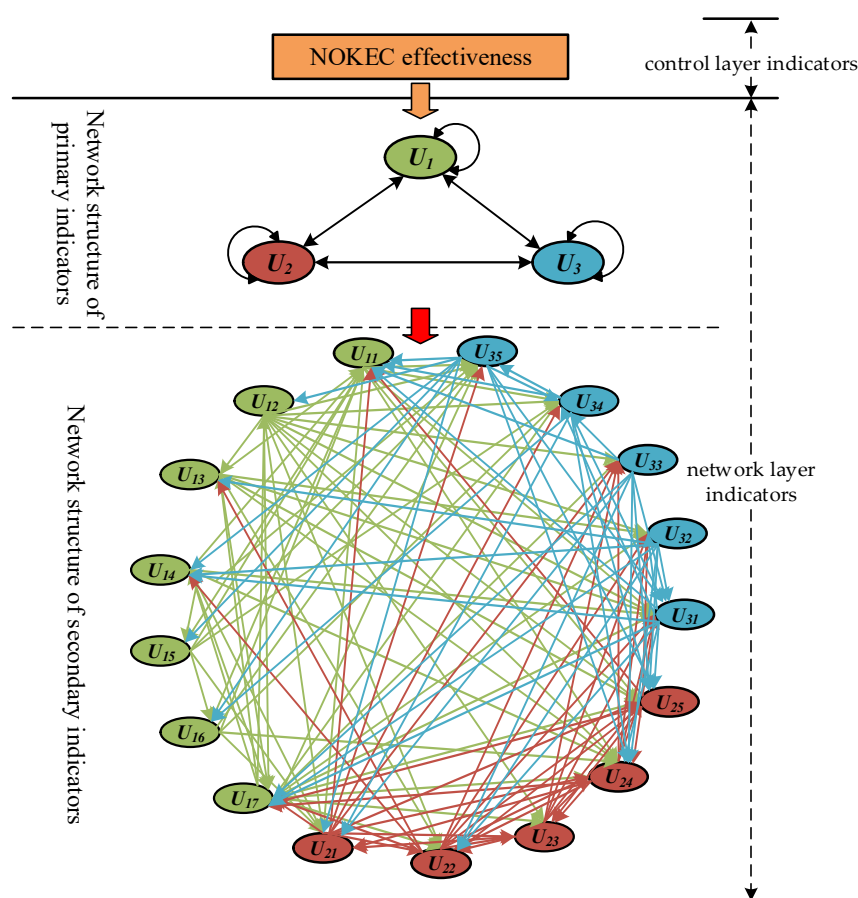 NOKEC effectiveness
control layer indicators
Network structure of
primary indicators
U1
U2
U3
Network structure of secondary indicators
network layer
indicators
U11
U35
U12
U34
U13
U33
U32
U14
U31
U15
U25
U16
U24
U17
U23
U21
U22